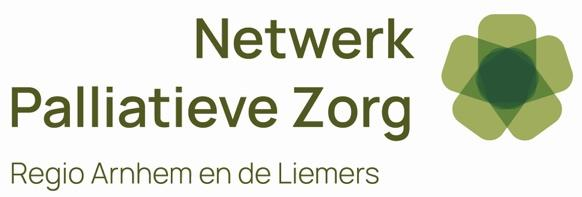 Netwerk
Palliatieve Zorg
Regio Arnhem en de Liemers